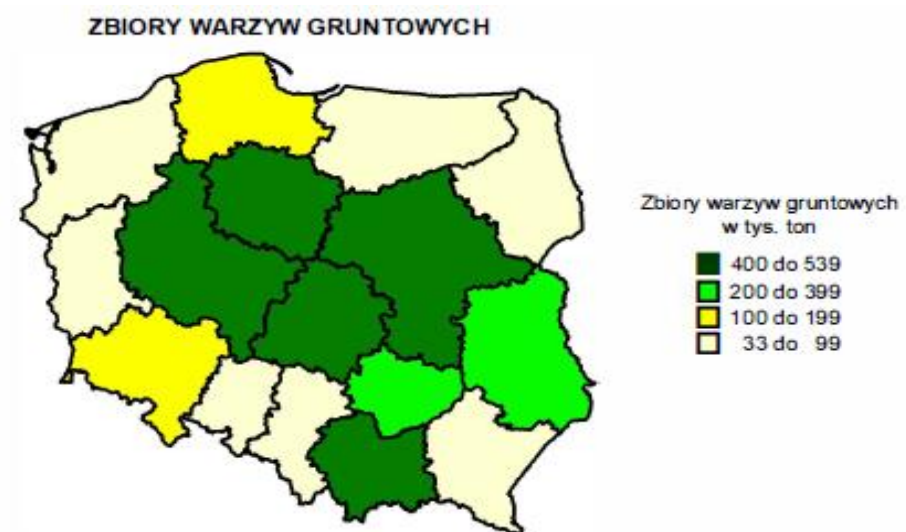 ZBIORY WARZYW GRUNTOWYCH
Zbiory warzyw gruntowych
w tys. ton
400 do 539
200 do 399
100 do 199
33 do 99